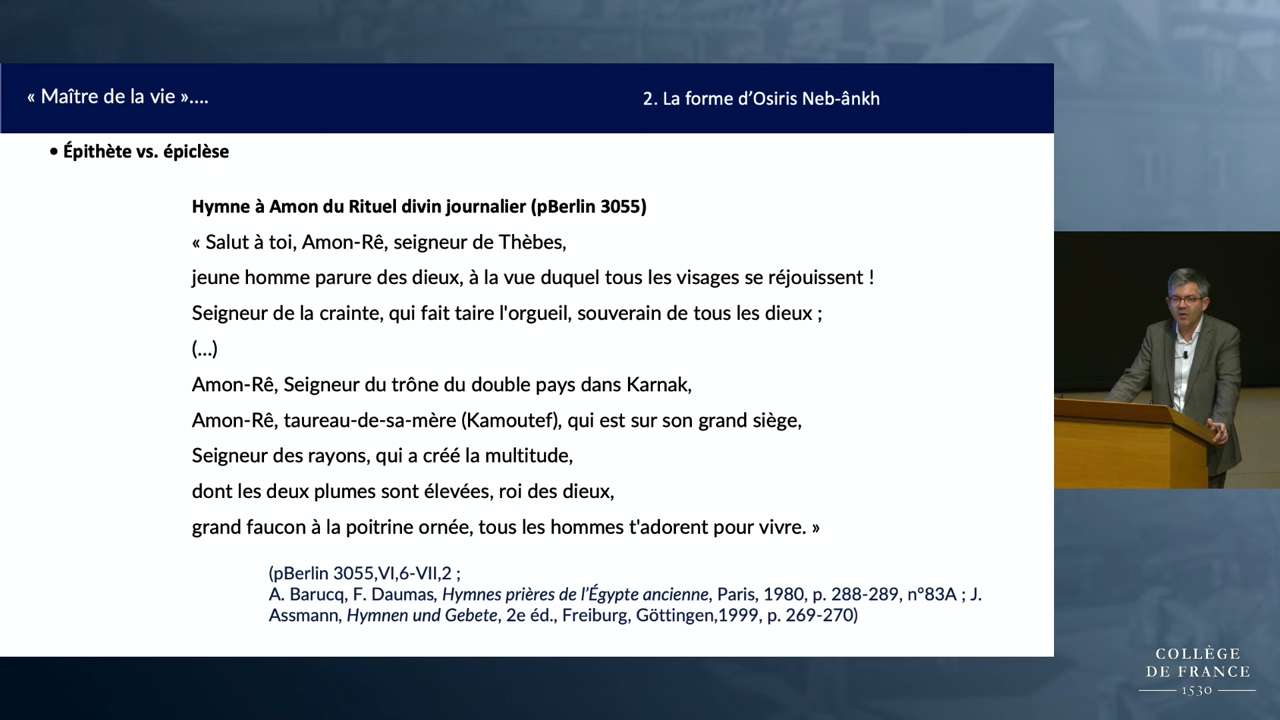 « Maître de la vie »....
2. La forme d'Osiris Neb-ânkh
• Épithète vs. épiclèse
Hymne à Amon du Rituel divin journalier (pBerlin 3055)
« Salut à toi, Amon-Rê, seigneur de Thèbes,
jeune homme parure des dieux, à la vue duquel tous les visages se réjouissent !
Seigneur de la crainte, qui fait taire l'orgueil, souverain de tous les dieux ;
(...)
Amon-Rê, Seigneur du trône du double pays dans Karnak,
Amon-Rê, taureau-de-sa-mère (Kamoutef), qui est sur son grand siège,
Seigneur des rayons, qui a créé la multitude,
dont les deux plumes sont élevées, roi des dieux,
grand faucon à la poitrine ornée, tous les hommes t'adorent pour vivre. »
(pBerlin 3055,VI,6-VII,2 ;
A. Barucq, F. Daumas, Hymnes prières de l'Égypte ancienne, Paris, 1980, p. 288-289, n°83A ; J.
Assmann, Hymnen und Gebete, 2e éd., Freiburg, Göttingen,1999, p. 269-270)
COLLÈGE
DE FRANCE
1530